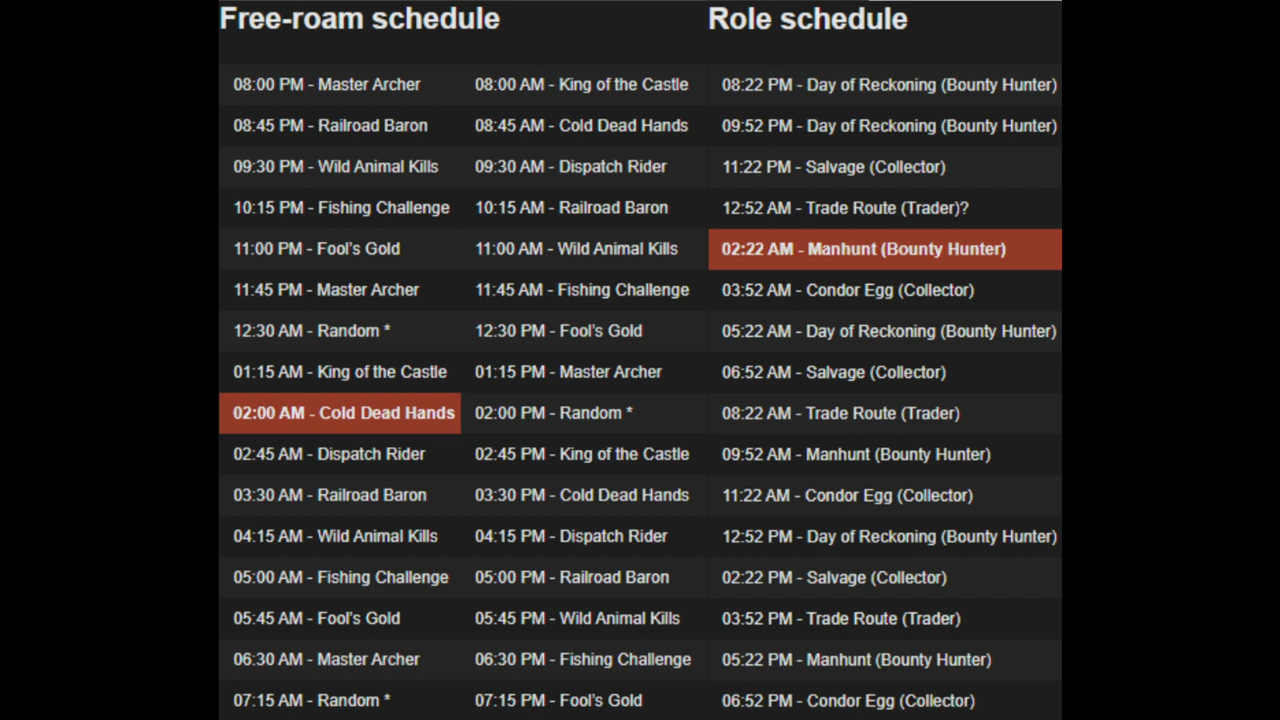 Free-roam schedule
Role schedule
08:00 PM - Master Archer
08:00 AM - King of the Castle
08:22 PM - Day of Reckoning (Bounty Hunter)
08:45 PM - Railroad Baron
08:45 AM - Cold Dead Hands
09:52 PM - Day of Reckoning (Bounty Hunter)
09:30 PM - Wild Animal Kills
09:30 AM - Dispatch Rider
11:22 PM - Salvage (Collector)
10:15 PM - Fishing Challenge
10:15 AM - Railroad Baron
12:52 AM - Trade Route (Trader)?
11:00 PM - Fool's Gold
11:00 AM - Wild Animal Kills
02:22 AM - Manhunt (Bounty Hunter)
11:45 PM - Master Archer
11:45 AM - Fishing Challenge
03:52 AM - Condor Egg (Collector)
12:30 AM - Random *
12:30 PM - Fool's Gold
05:22 AM - Day of Reckoning (Bounty Hunter)
01:15 AM - King of the Castle
01:15 PM - Master Archer
06:52 AM - Salvage (Collector)
02:00 AM - Cold Dead Hands
02:00 PM - Random *
08:22 AM - Trade Route (Trader)
02:45 AM - Dispatch Rider
02:45 PM - King of the Castle
09:52 AM - Manhunt (Bounty Hunter)
03:30 AM - Railroad Baron
03:30 PM - Cold Dead Hands
11:22 AM - Condor Egg (Collector)
04:15 AM - Wild Animal Kills
04:15 PM - Dispatch Rider
12:52 PM - Day of Reckoning (Bounty Hunter)
05:00 AM - Fishing Challenge
05:00 PM - Railroad Baron
02:22 PM - Salvage (Collector)
05:45 AM - Fool's Gold
05:45 PM - Wild Animal Kills
03:52 PM - Trade Route (Trader)
06:30 AM - Master Archer
06:30 PM - Fishing Challenge
05:22 PM - Manhunt (Bounty Hunter)
07:15 AM - Random *
07:15 PM - Fool's Gold
06:52 PM - Condor Egg (Collector)